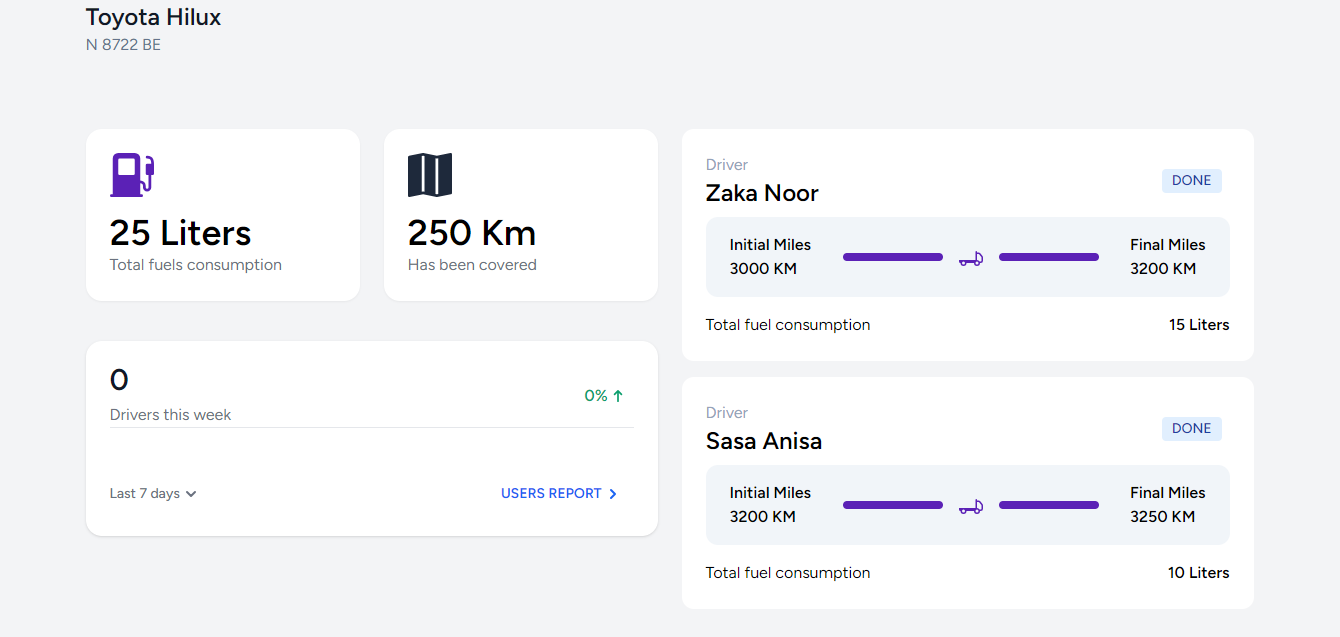 Toyota Hilux
N 8722 BE
25 Liters
Total fuels consumption
250 Km
Has been covered
0
Drivers this week
0%
Last 7 days
USERS REPORT
Driver
Zaka Noor
DONE
Initial Miles
3000 KM
Final Miles
3200 KM
Total fuel consumption
15 Liters
Driver
Sasa Anisa
DONE
Initial Miles
3200 KM
Final Miles
3250 KM
Total fuel consumption
10 Liters